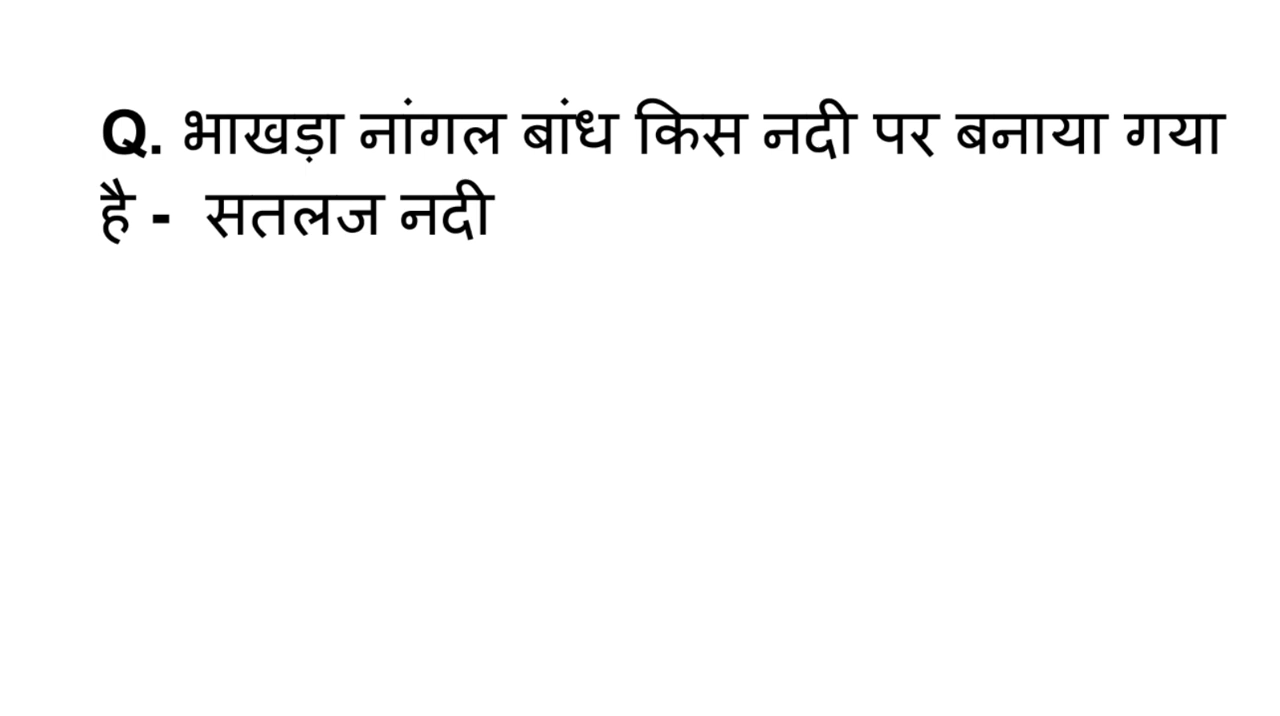 Q. भाखड़ा नांगल बांध किस नदी पर बनाया गया
है - सतलज नदी